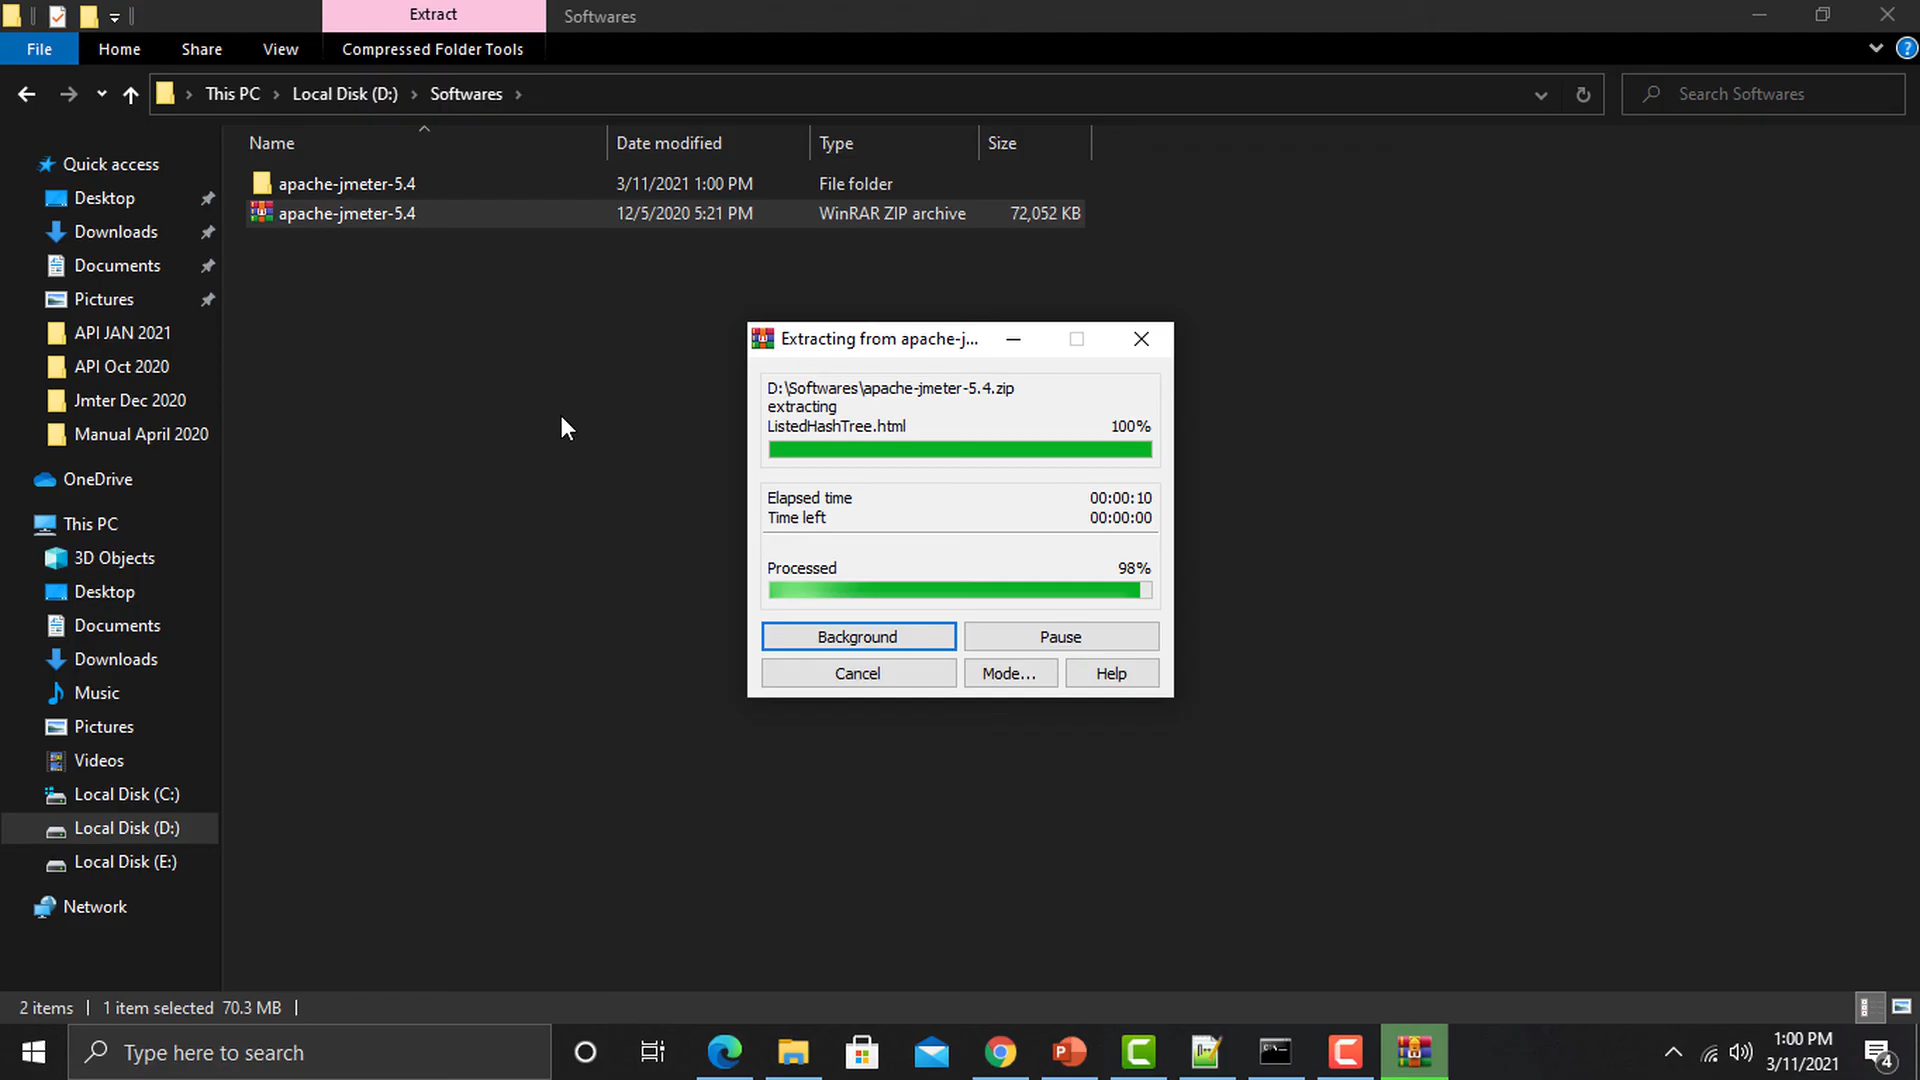 Extract
Softwares
File
Home
Share
View
Compressed Folder Tools
This PC
Local Disk (D:)
Softwares
Search Softwares
Name
Date modified
Type
Size
apache-jmeter-5.4
3/11/2021 1:00 PM
File folder
apache-jmeter-5.4
12/5/2020 5:21 PM
WinRAR ZIP archive
72,052 KB
Quick access
Desktop
Downloads
Documents
Pictures
API JAN 2021
API Oct 2020
Jmter Dec 2020
Manual April 2020
OneDrive
This PC
3D Objects
Desktop
Documents
Downloads
Music
Pictures
Videos
Local Disk (C:)
Local Disk (D:)
Local Disk (E:)
Network
Extracting from apache-j...
D:\Softwares\apache-jmeter-5.4.zip
extracting
ListedHashTree.html 100%
Elapsed time 00:00:10
Time left 00:00:00
Processed 98%
Background
Pause
Cancel
Mode...
Help
2 items
1 item selected 70.3 MB
Type here to search
1:00 PM
3/11/2021
4